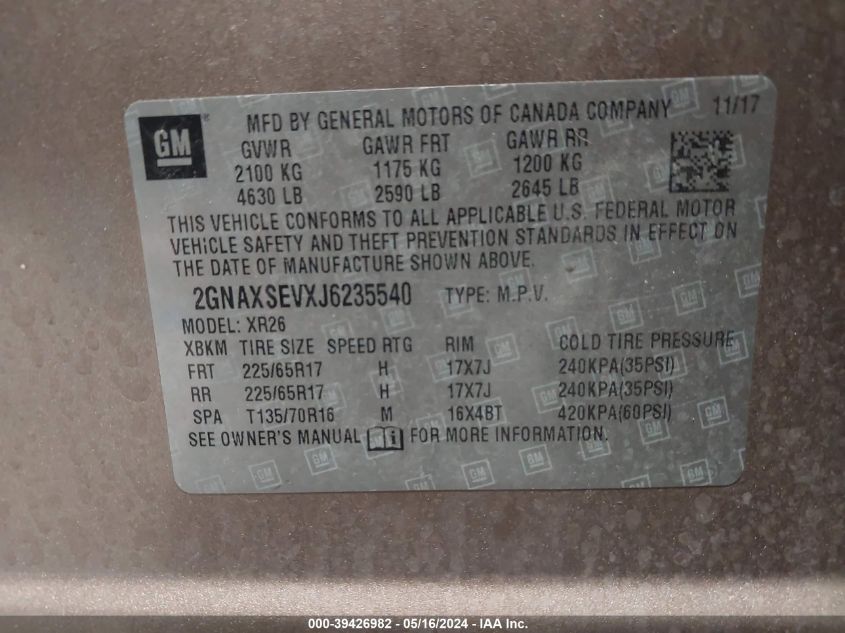 GM
MFD BY GENERAL MOTORS OF CANADA COMPANY 11/17
GVWR GAWR FRT GAWR RR
2100 KG 1175 KG 1200 KG
4630 LB 2590 LB 2645 LB
THIS VEHICLE CONFORMS TO ALL APPLICABLE U.S. FEDERAL MOTOR
VEHICLE SAFETY AND THEFT PREVENTION STANDARDS IN EFFECT ON
THE DATE OF MANUFACTURE SHOWN ABOVE.
2GNAXSEVXJ6235540 TYPE: M.P.V.
MODEL: XR26
XBKM TIRE SIZE SPEED RTG RIM COLD TIRE PRESSURE
FRT 225/65R17 H 17X7J 240KPA(35PSI)
RR 225/65R17 H 17X7J 240KPA(35PSI)
SPA T135/70R16 M 16X4BT 420KPA(60PSI)
SEE OWNER'S MANUAL FOR MORE INFORMATION.
000-39426982 - 05/16/2024 - IAA Inc.